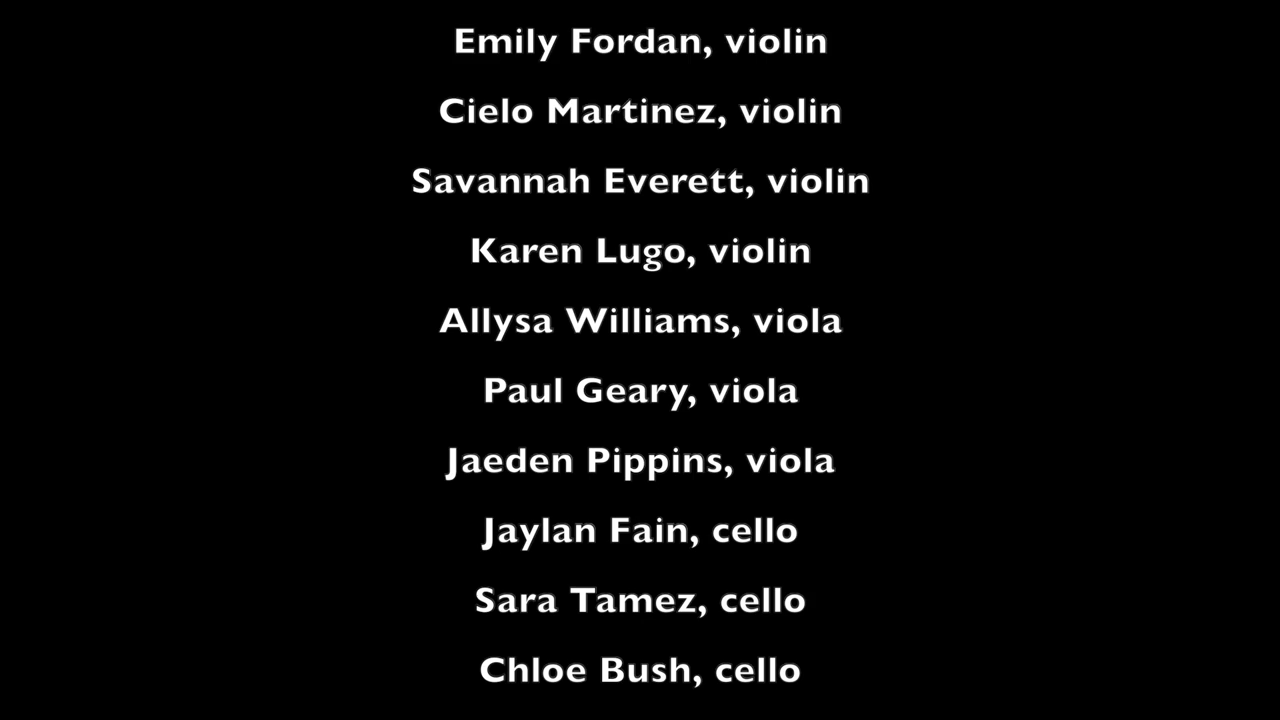 Emily Fordan, violin
Cielo Martinez, violin
Savannah Everett, violin
Karen Lugo, violin
Allysa Williams, viola
Paul Geary, viola
Jaeden Pippins, viola
Jaylan Fain, cello
Sara Tamez, cello
Chloe Bush, cello